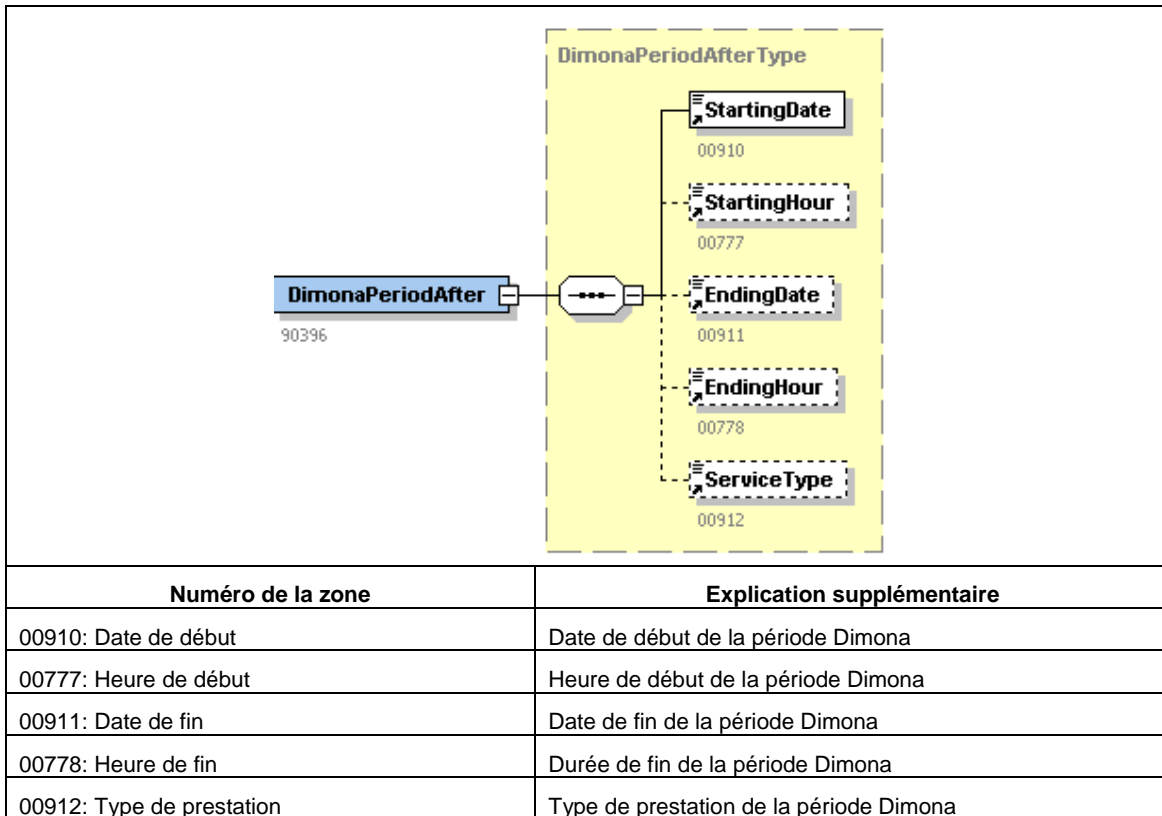 DimonaPeriodAfterType
StartingDate
00910
StartingHour
00777
DimonaPeriodAfter
90396
EndingDate
00911
EndingHour
00778
ServiceType
00912
Numéro de la zone Explication supplémentaire
00910: Date de début Date de début de la période Dimona
00777: Heure de début Heure de début de la période Dimona
00911: Date de fin Date de fin de la période Dimona
00778: Heure de fin Durée de fin de la période Dimona
00912: Type de prestation Type de prestation de la période Dimona